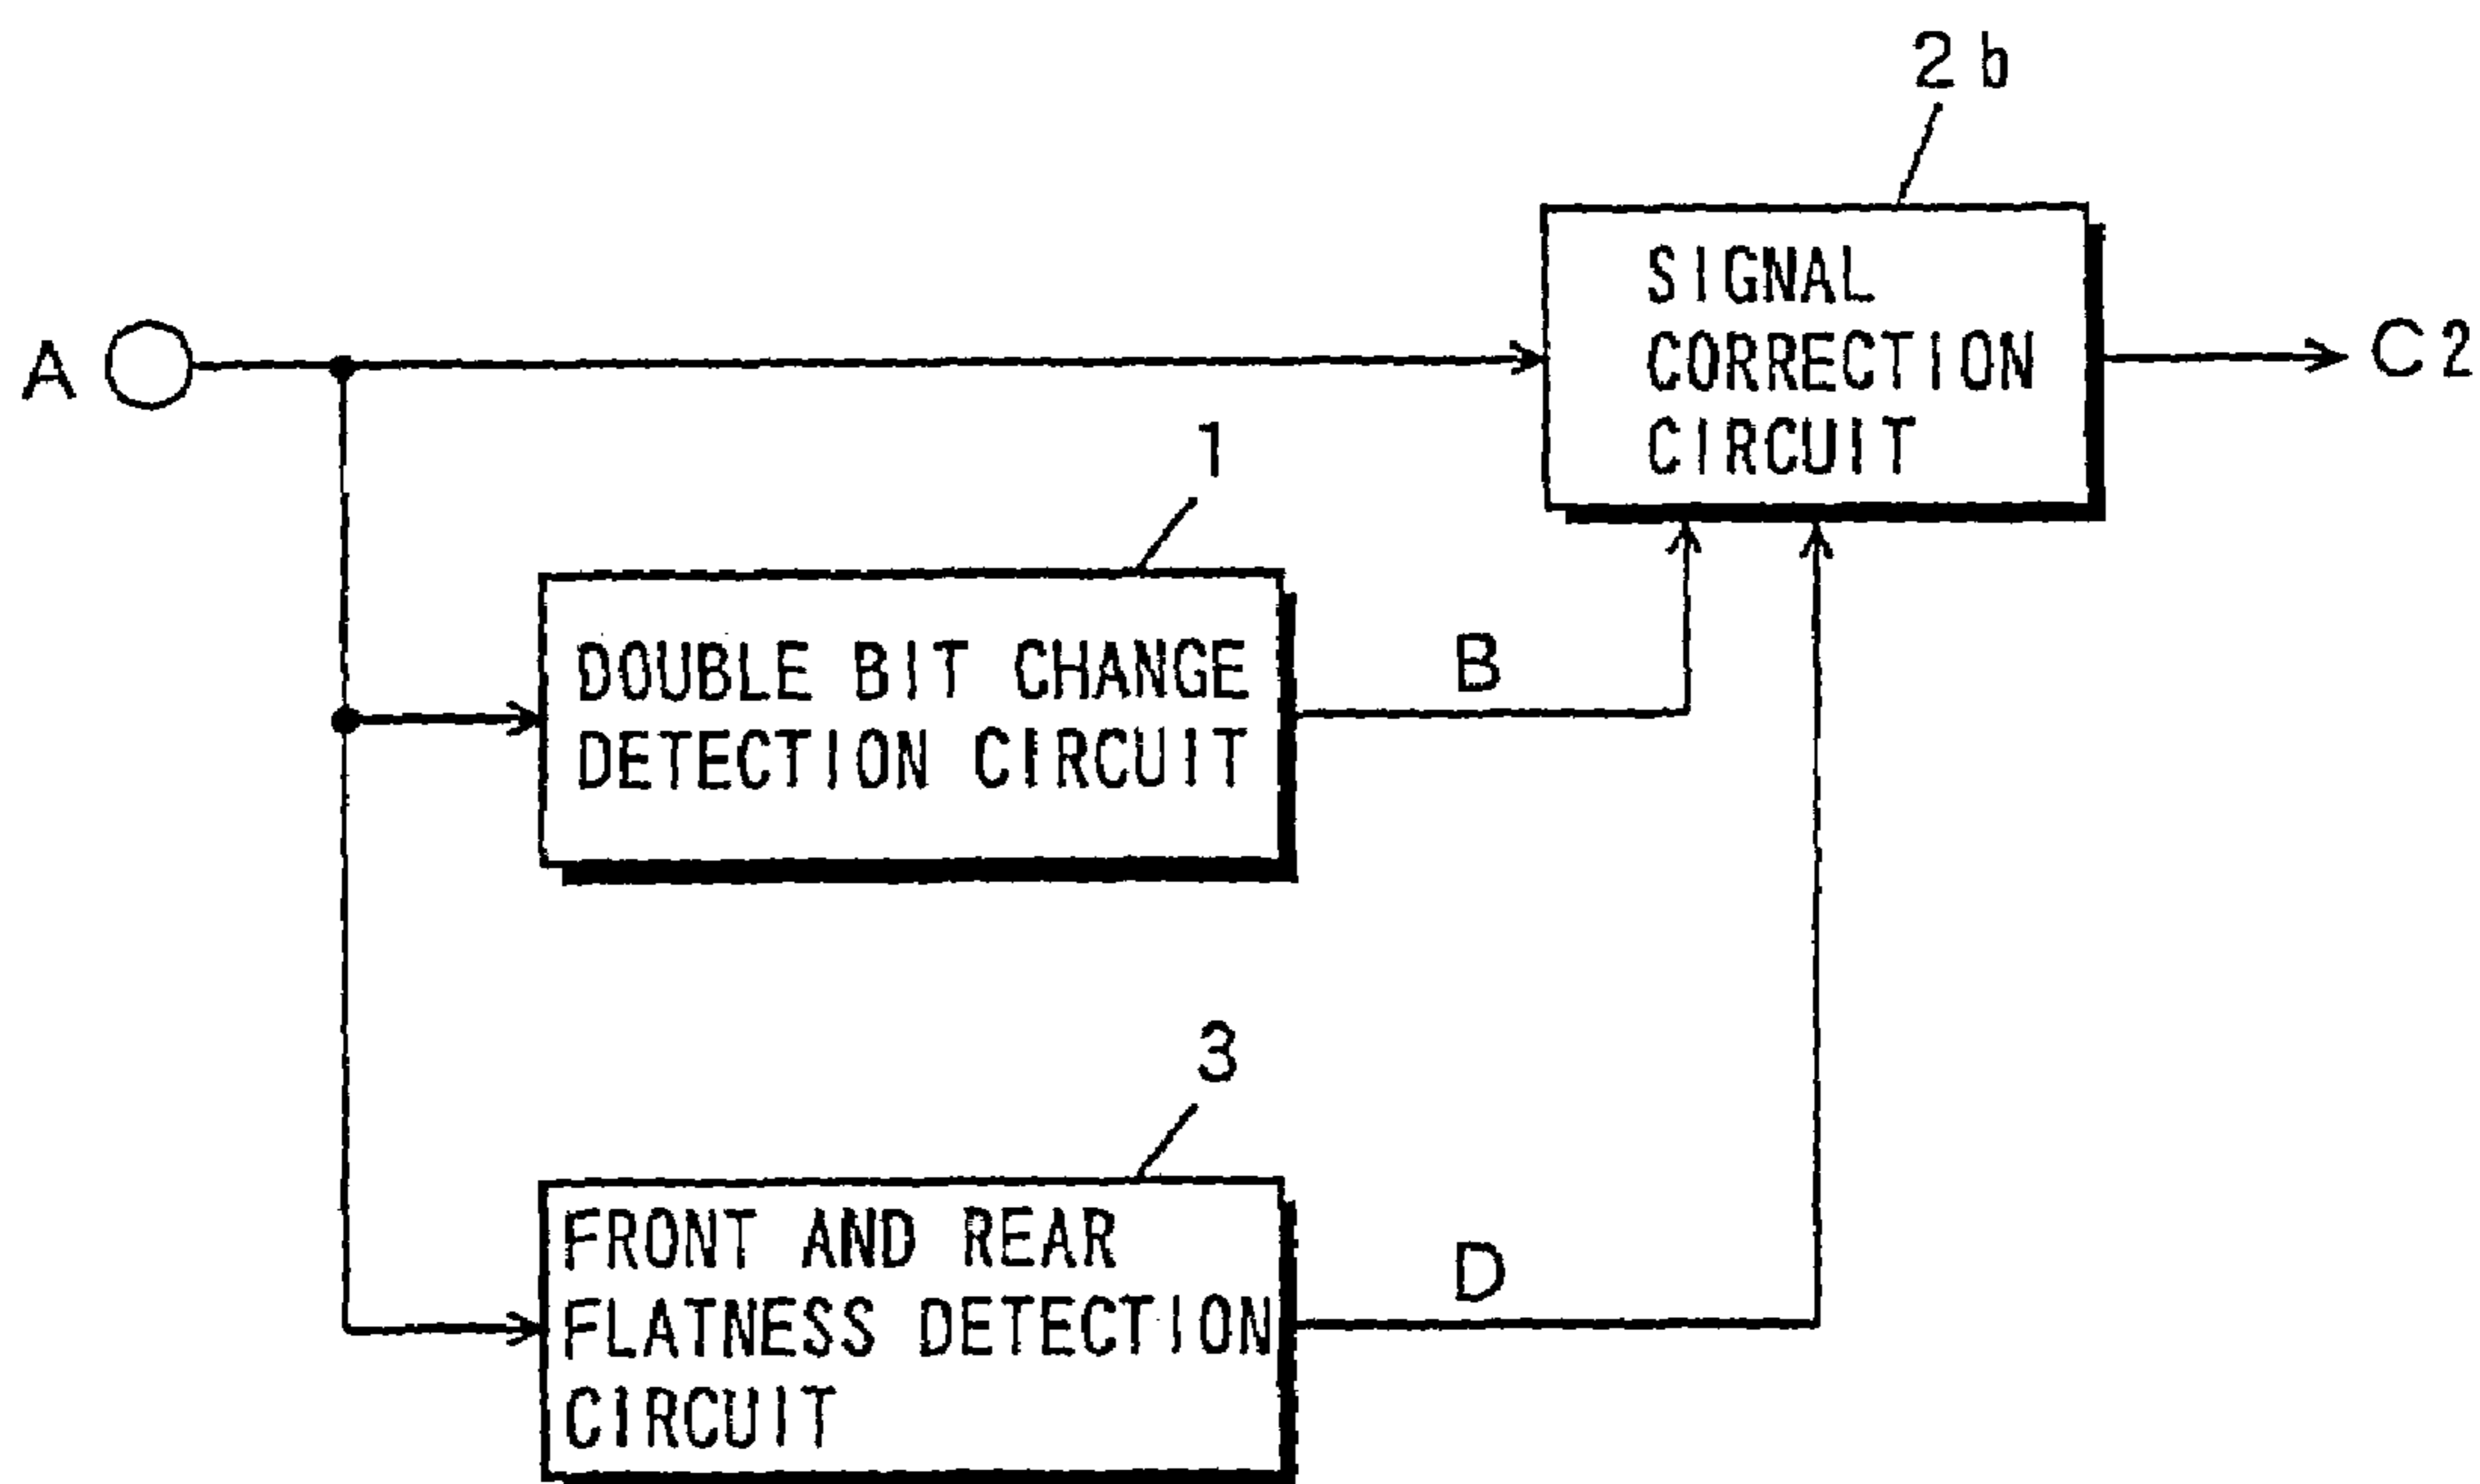 2b
SIGNAL
CORRECTION
CIRCUIT
A
C2
1
DOUBLE BIT CHANGE
DETECTION CIRCUIT
B
3
FRONT AND REAR
FLATNESS DETECTION
CIRCUIT
D